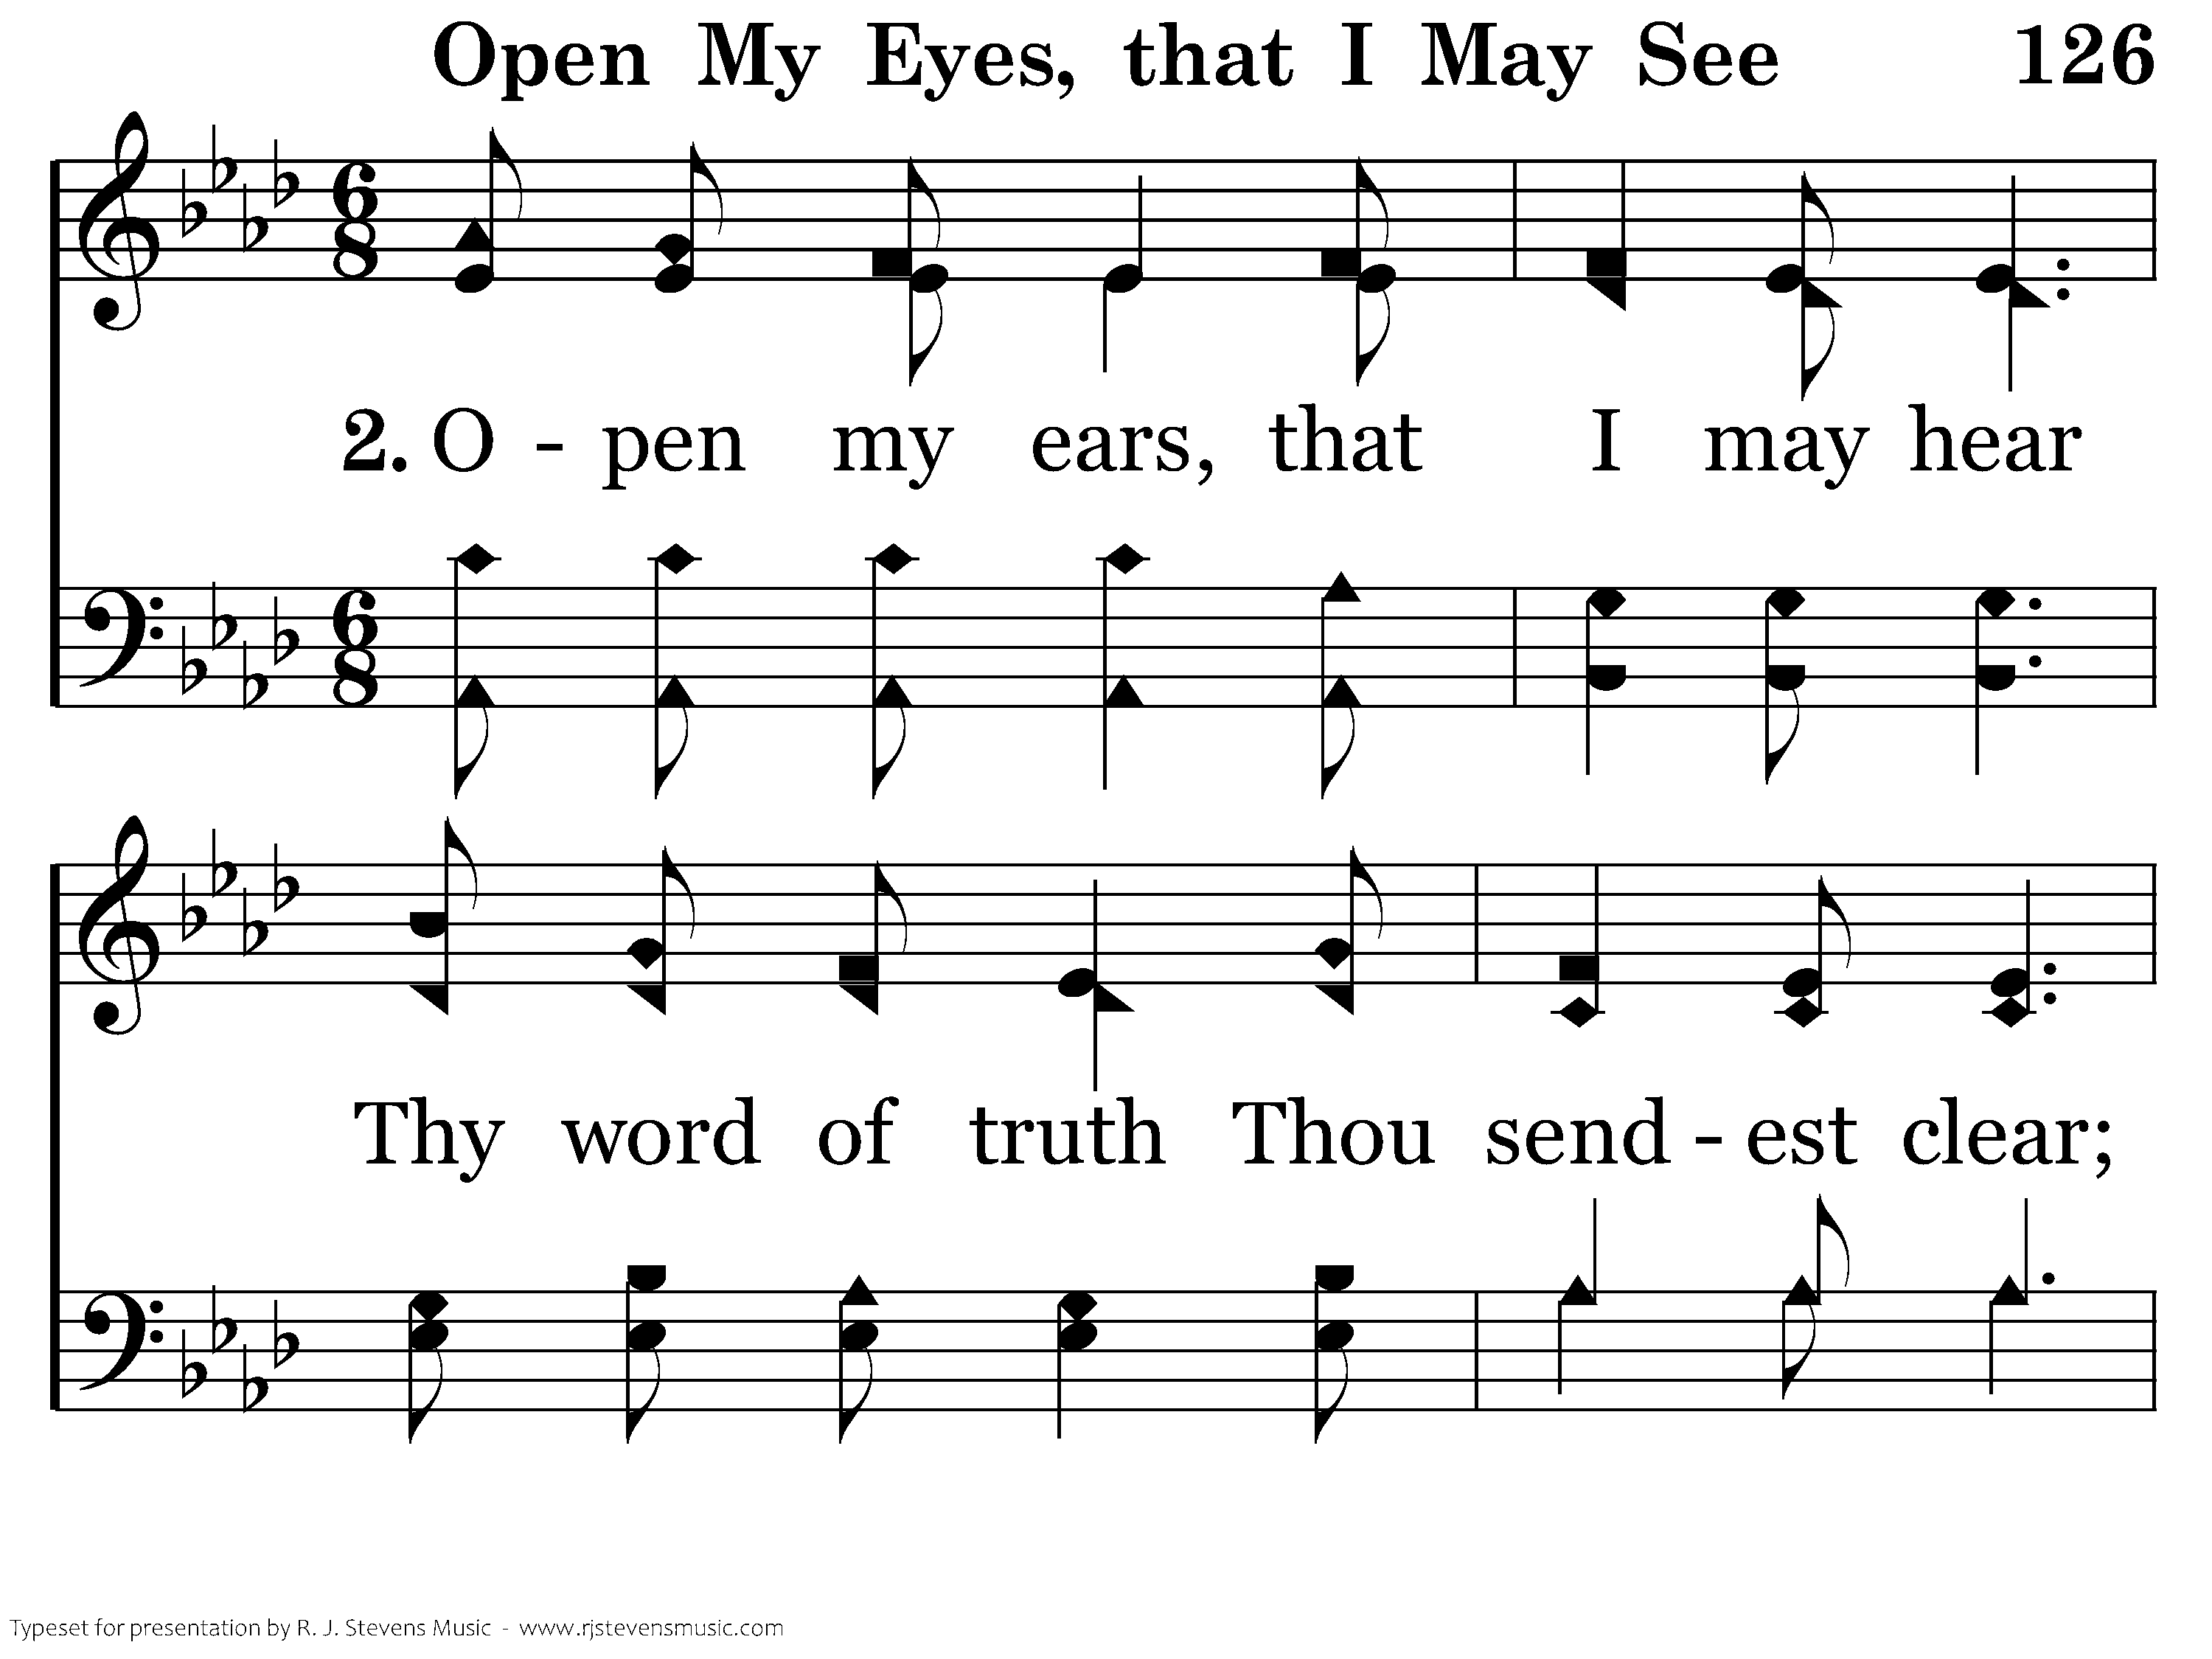 Open My Eyes, that I May See 126
2. O - pen my ears, that I may hear
Thy word of truth Thou send - est clear;
Typeset for presentation by R. J. Stevens Music - www.rjstevensmusic.com